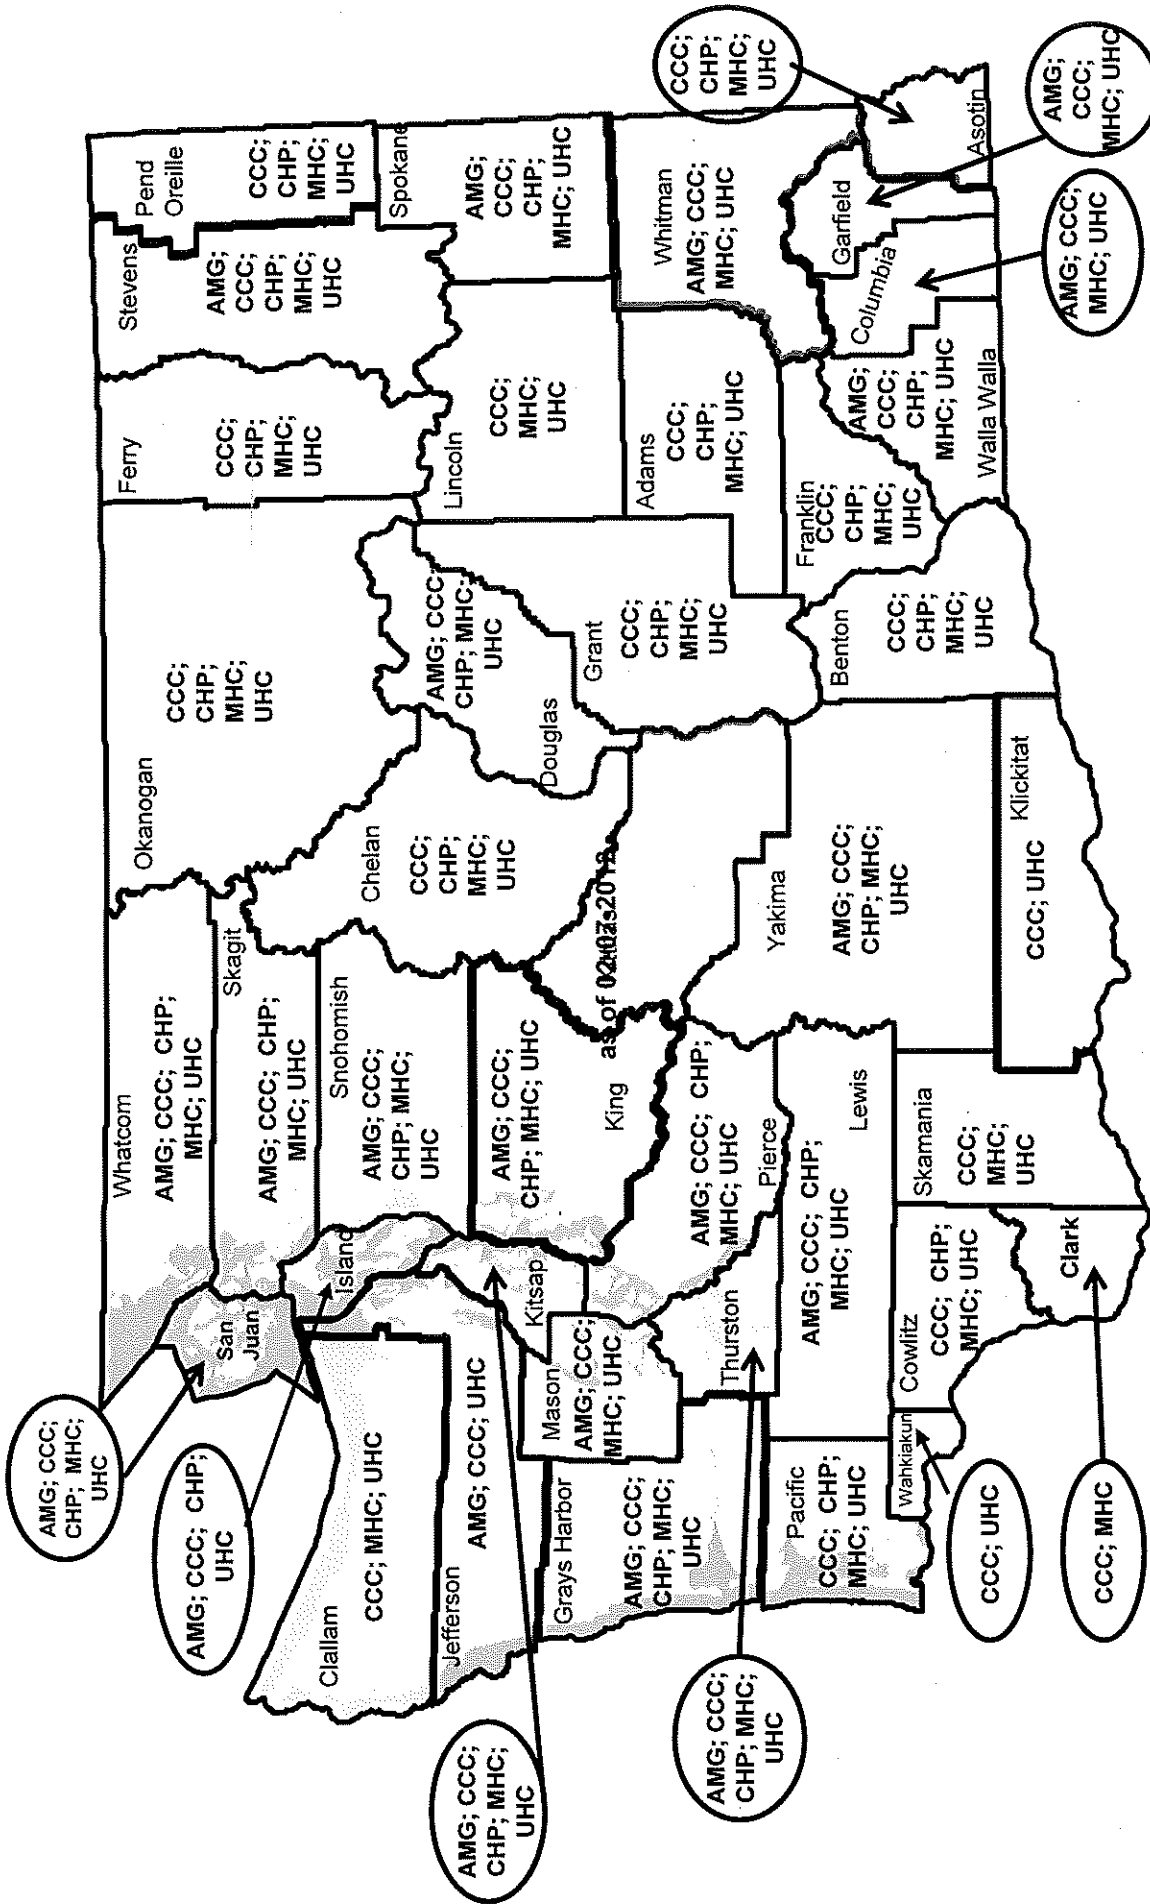 AMG; CCC;
CHP; MHC;
UHC
San
Juan
Whatcom
AMG; CCC; CHP;
MHC; UHC
Okanogan
CCC;
CHP;
MHC;
UHC
Ferry
CCC;
CHP;
MHC;
UHC
Stevens
AMG;
CCC;
CHP;
MHC;
UHC
Pend
Oreille
CCC;
CHP;
MHC;
UHC
AMG; CCC; CHP;
UHC
Island
Skagit
AMG; CCC; CHP;
MHC; UHC
Clallam
CCC; MHC; UHC
Snohomish
AMG; CCC;
CHP; MHC;
UHC
Chelan
CCC;
CHP;
MHC;
UHC
Douglas
AMG; CCC;
CHP; MHC;
UHC
Lincoln
CCC;
MHC;
UHC
Spokane
AMG;
CCC;
CHP;
MHC; UHC
Jefferson
AMG; CCC; UHC
AMG; CCC;
CHP; MHC;
UHC
Kitsap
King
AMG; CCC;
CHP; MHC; UHC
as of 02-07-2012
Grant
CCC;
CHP;
MHC;
UHC
Adams
CCC;
CHP;
MHC; UHC
Whitman
AMG; CCC;
MHC; UHC
CCC;
CHP;
MHC;
UHC
Grays Harbor
AMG; CCC;
CHP; MHC;
UHC
Mason
AMG; CCC;
MHC; UHC
Thurston
AMG; CCC;
CHP; MHC;
UHC
Pierce
AMG; CCC; CHP;
MHC; UHC
Yakima
AMG; CCC;
CHP; MHC;
UHC
Benton
CCC;
CHP;
MHC;
UHC
Franklin
CCC;
CHP;
MHC;
UHC
Walla Walla
AMG;
CCC;
CHP;
MHC; UHC
Columbia
Garfield
Asotin
AMG; CCC;
MHC; UHC
AMG;
CCC;
MHC; UHC
Pacific
CCC; CHP;
MHC; UHC
Lewis
AMG; CCC; CHP;
MHC; UHC
Wahkiakun
CCC; UHC
Cowlitz
CCC; CHP;
MHC; UHC
Skamania
CCC;
MHC;
UHC
Klickitat
CCC; UHC
Clark
CCC; MHC